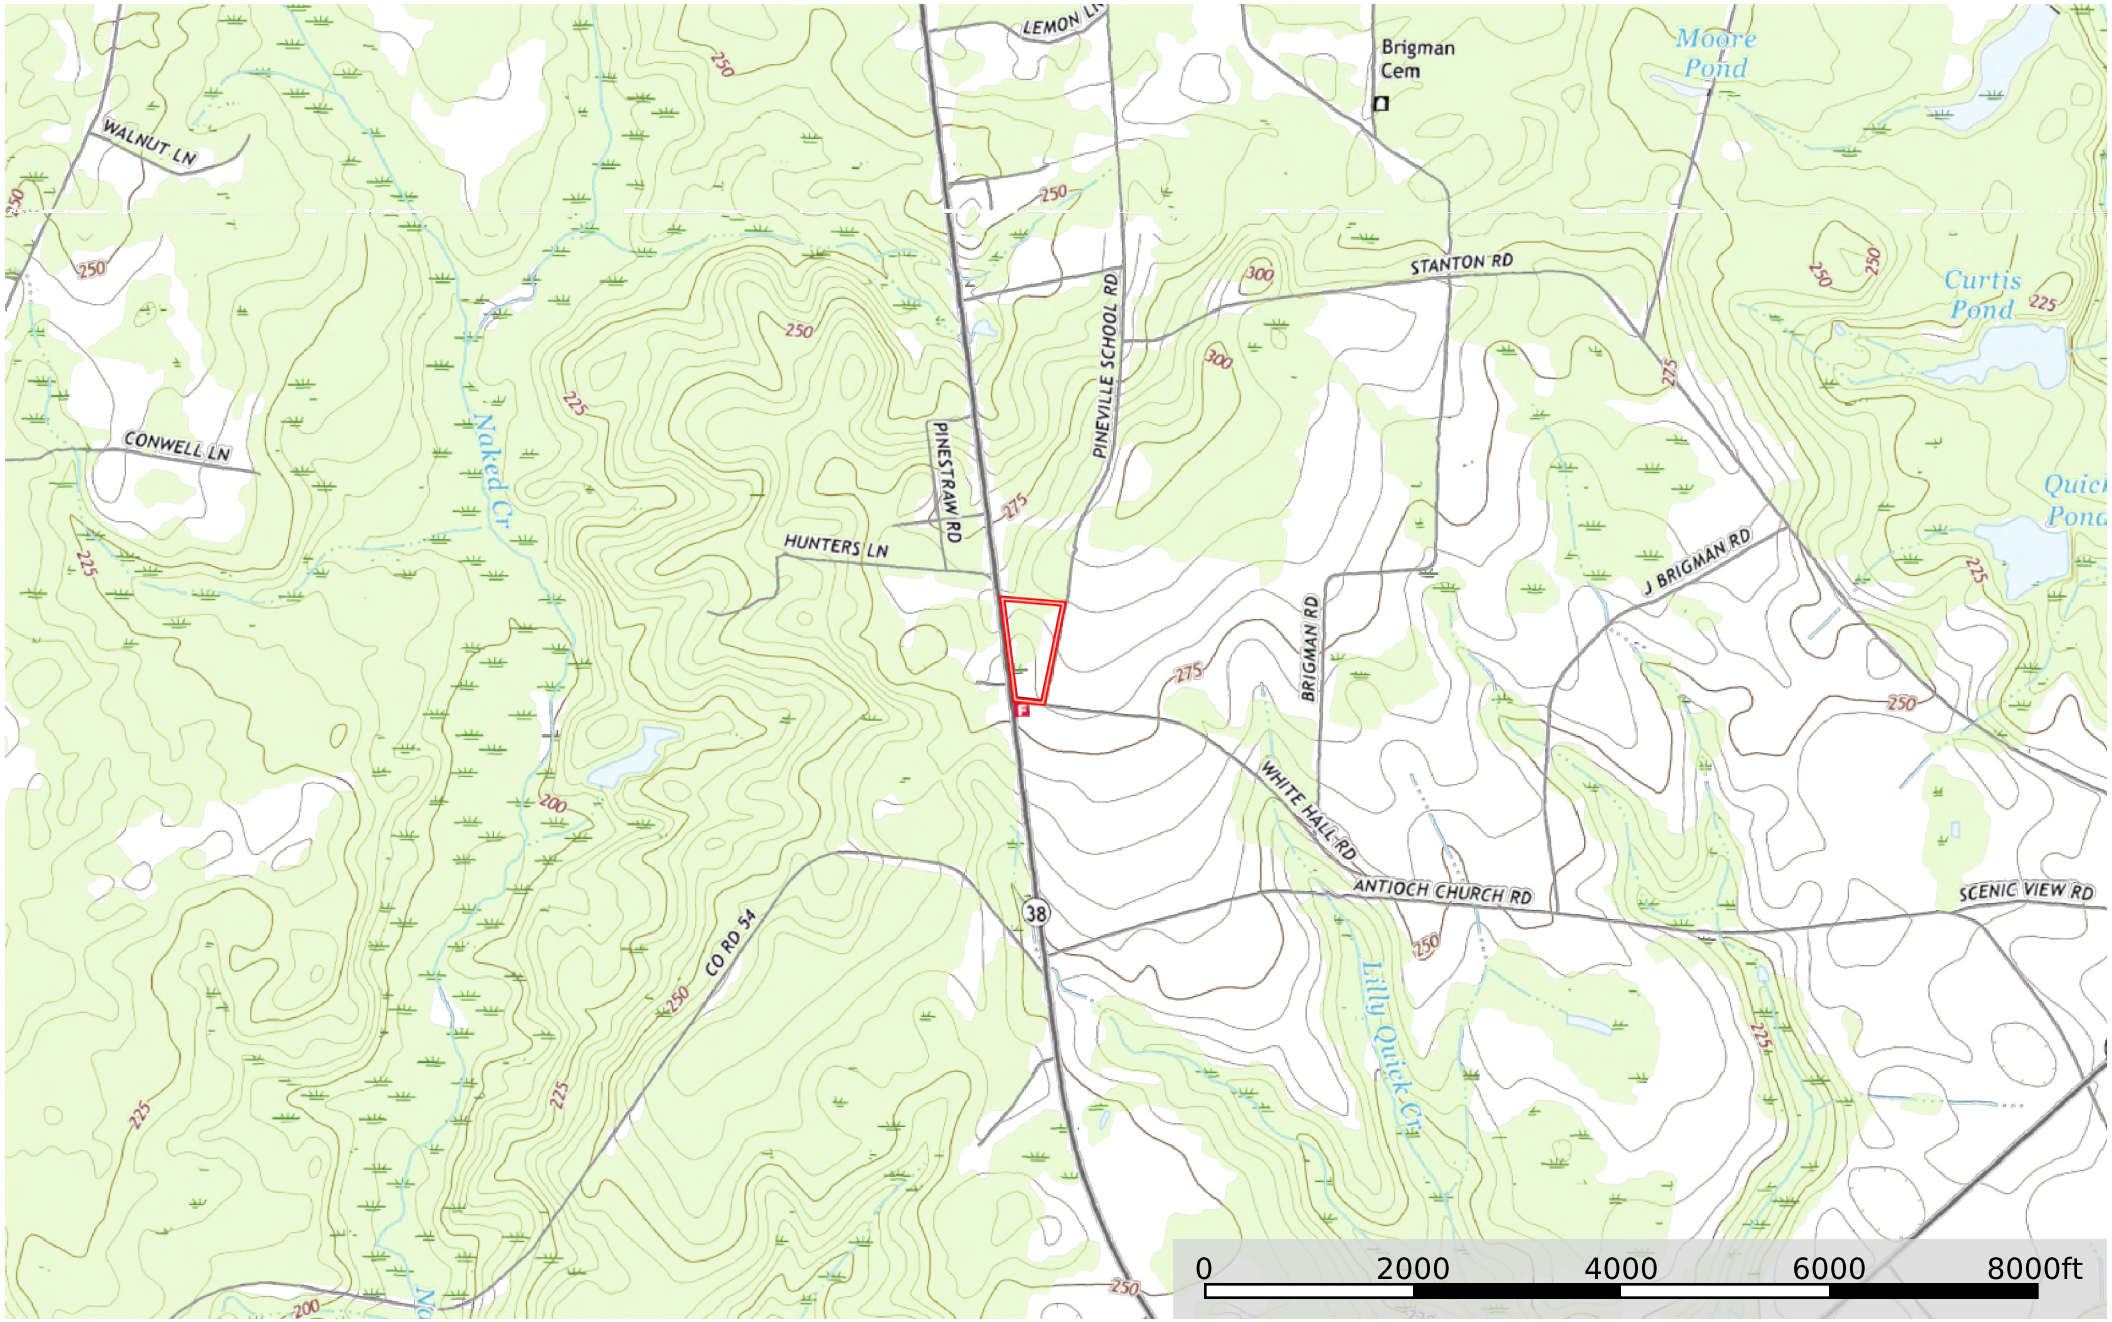 LEMON LN
Brigman
Cem
Moore
Pond
250
WALNUT LN
250
250
250
STANTON RD
300
250
250
Curtis
Pond
225
250
PINEVILLE SCHOOL RD
300
275
225
Naked Cr
CONWELL LN
PINESTRAW RD
275
Quick
Pond
HUNTERS LN
J BRIGMAN RD
225
225
BRIGMAN RD
275
250
F
200
WHITE HALL RD
ANTIOCH CHURCH RD
SCENIC VIEW RD
38
CO RD 54
250
250
Lilly Quick Cr
225
225
225
250
200
0 2000 4000 6000 8000ft